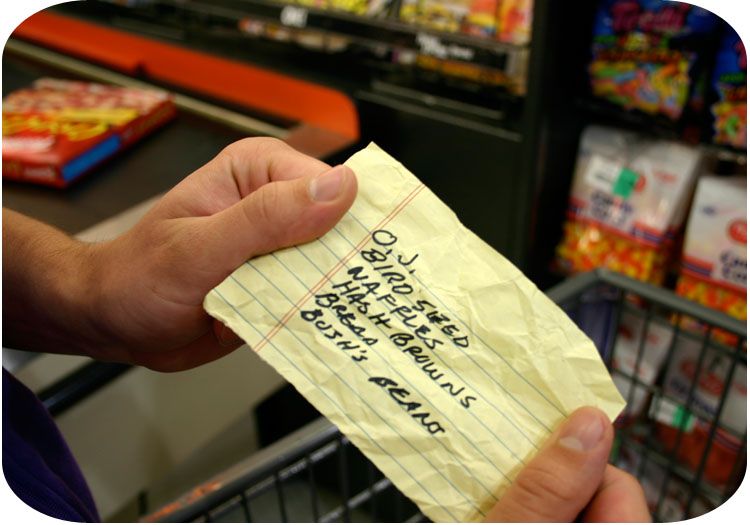 O.J.
BIRD SEED
WAFFLES
HASH BROWNS
BREAD
BUSH'S BEANS